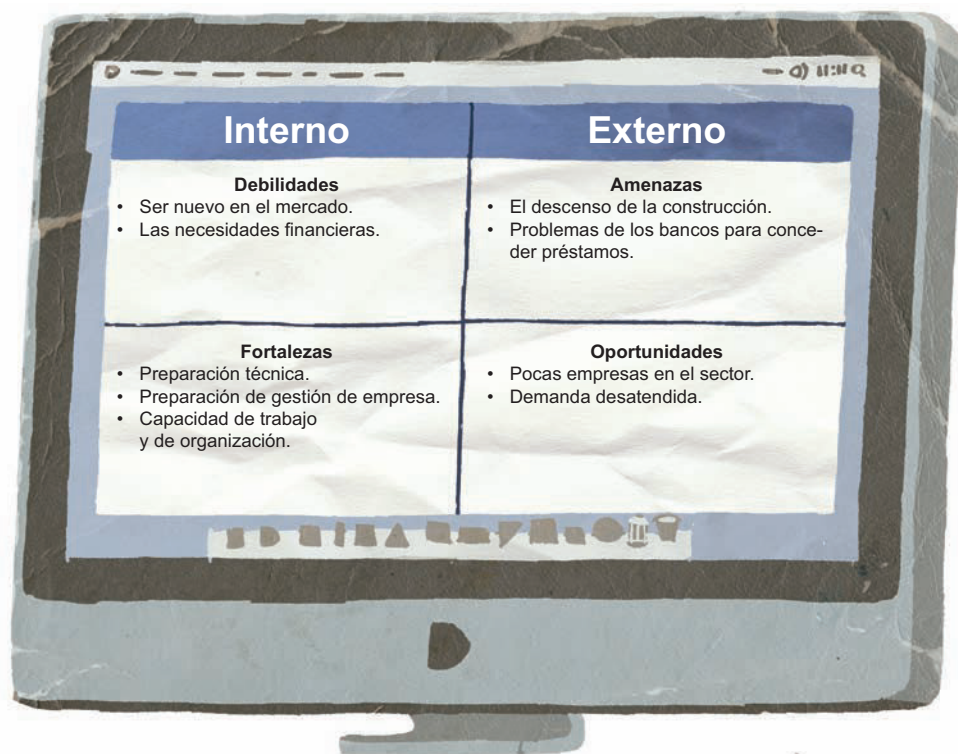 11:11
Interno
Externo
Debilidades
• Ser nuevo en el mercado.
• Las necesidades financieras.
Amenazas
• El descenso de la construcción.
• Problemas de los bancos para conce-
der préstamos.
Fortalezas
• Preparación técnica.
• Preparación de gestión de empresa.
• Capacidad de trabajo
y de organización.
Oportunidades
• Pocas empresas en el sector.
• Demanda desatendida.